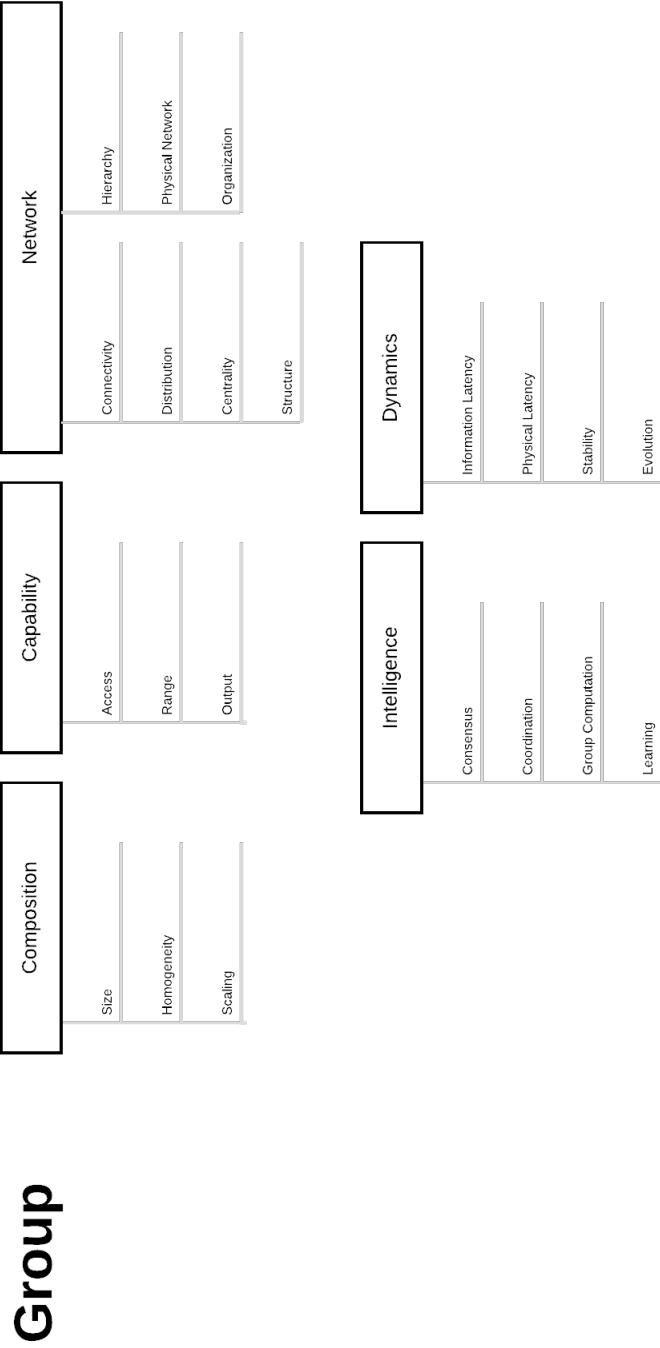 Group
Composition
Size
Homogeneity
Scaling
Capability
Access
Range
Output
Network
Connectivity
Distribution
Centrality
Structure
Hierarchy
Physical Network
Organization
Intelligence
Consensus
Coordination
Group Computation
Learning
Dynamics
Information Latency
Physical Latency
Stability
Evolution